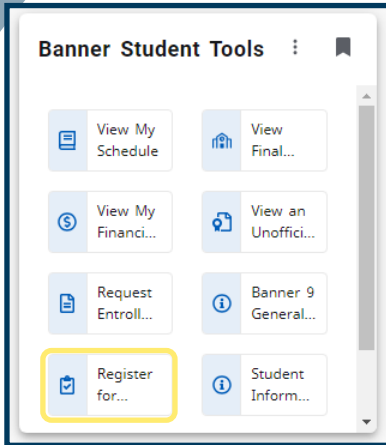 Banner Student Tools
View My
Schedule
View
Final...
View My
Financi...
View an
Unoffici...
Request
Entroll...
Banner 9
General...
Register
for...
Student
Inform...